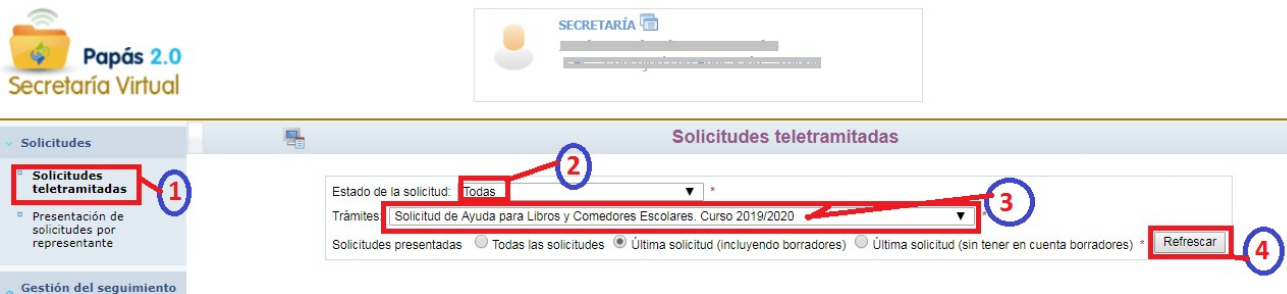 Papás 2.0
Secretaría Virtual
SECRETARÍA
Solicitudes
Solicitudes teletramitadas
1
Presentación de solicitudes por representante
Gestión del seguimiento
Solicitudes teletramitadas
2
Estado de la solicitud: Todas *
3
Trámites: Solicitud de Ayuda para Libros y Comedores Escolares. Curso 2019/2020 *
Solicitudes presentadas Todas las solicitudes Última solicitud (incluyendo borradores) Última solicitud (sin tener en cuenta borradores) * Refrescar
4